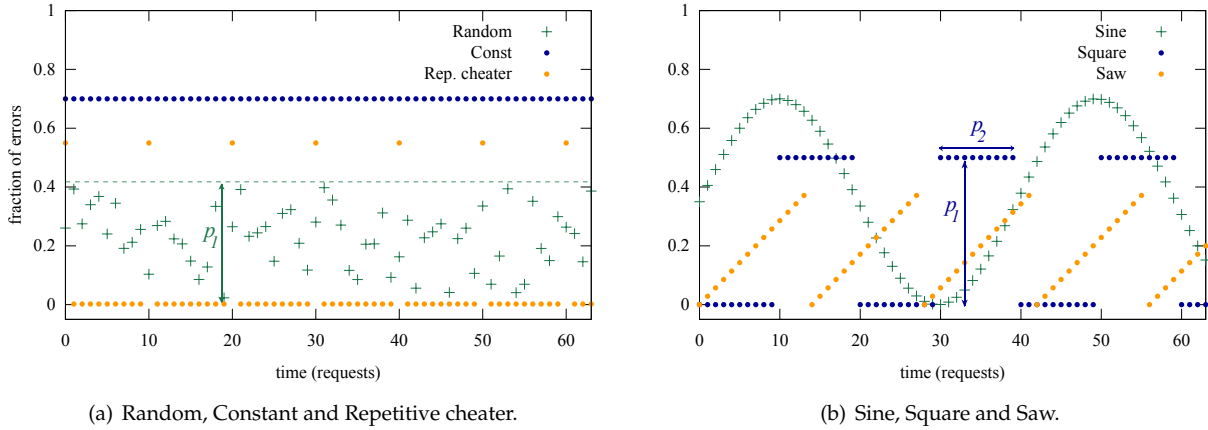 1
0.8
0.6
0.4
0.2
0
0
10
20
30
40
50
60
fraction of errors
time (requests)
Random
Const
Rep. cheater
p1
(a) Random, Constant and Repetitive cheater.
1
0.8
0.6
0.4
0.2
0
0
10
20
30
40
50
60
time (requests)
Sine
Square
Saw
p2
p1
(b) Sine, Square and Saw.